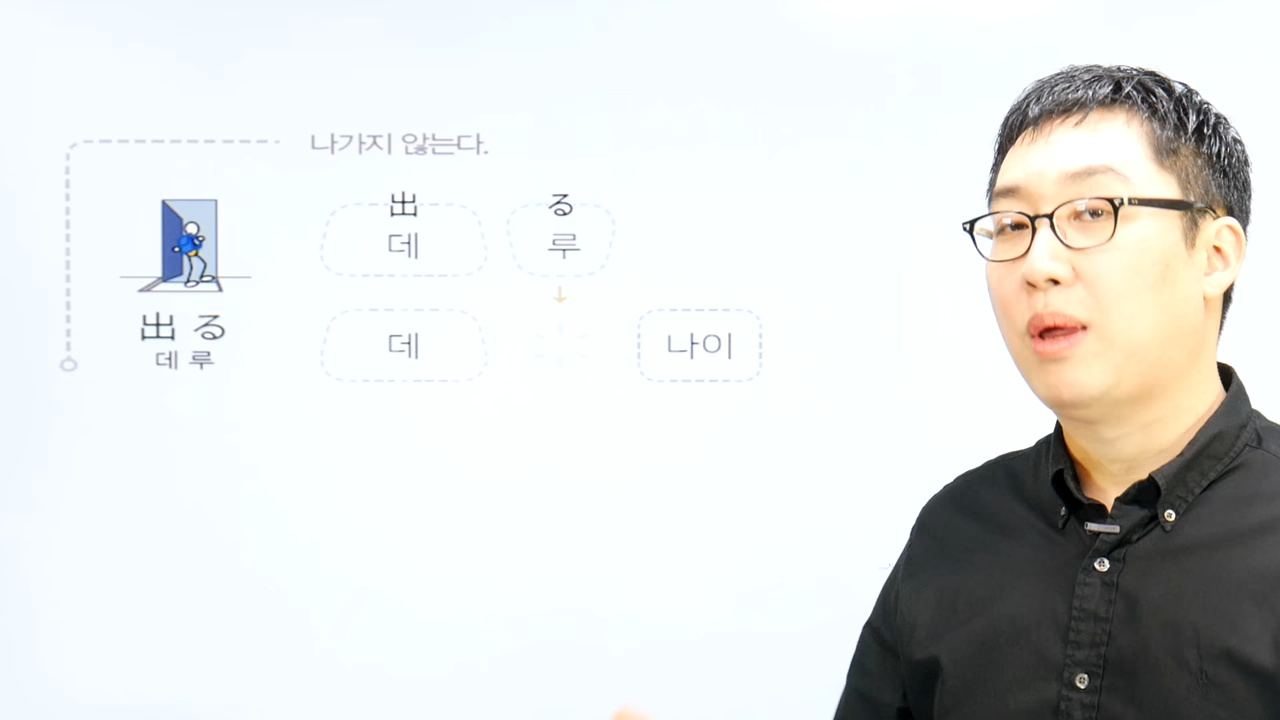 나가지 않는다.
出 る
데 루
出 る
데 루
데 나이